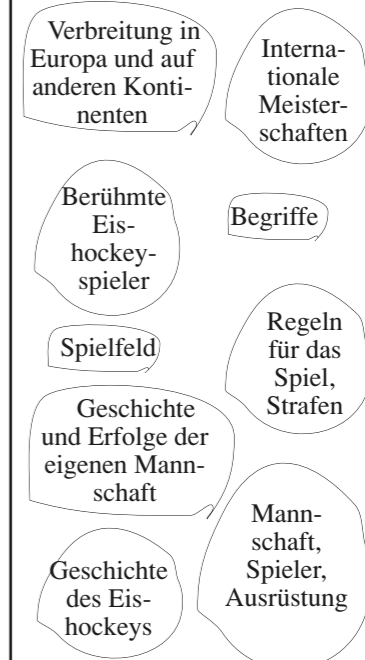 Verbreitung in
Europa und auf
anderen Konti-
nenten
Interna-
tionale
Meister-
schaften
Berühmte
Eis-
hockey-
spieler
Begriffe
Spielfeld
Regeln
für das
Spiel,
Strafen
Geschichte
und Erfolge der
eigenen Mann-
schaft
Mann-
schaft,
Spieler,
Ausrüstung
Geschichte
des Eis-
hockeys